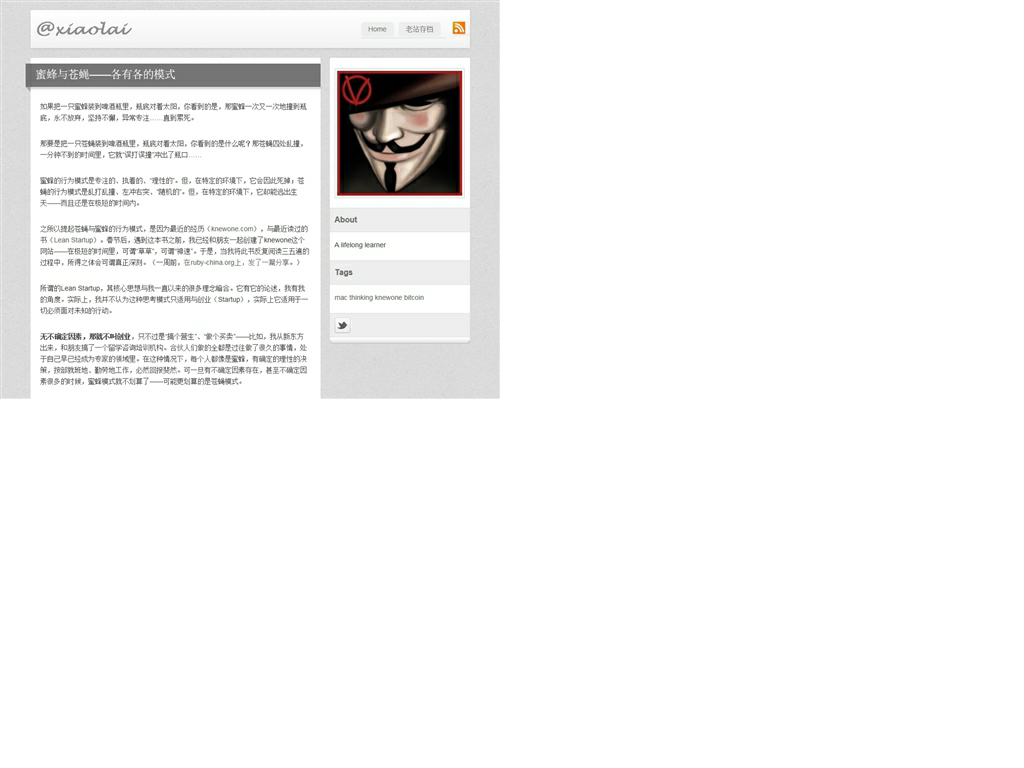 @xiaolai
Home
老站存档
蜜蜂与苍蝇——各有各的模式
如果把一只蜜蜂装到啤酒瓶里，瓶底对着太阳，你看到的是，那蜜蜂一次又一次地撞到瓶
底，永不放弃，坚持不懈，异常专注……直到累死。
那要是把一只苍蝇装到啤酒瓶里，瓶底对着太阳，你看到的是什么呢？那苍蝇四处乱撞，
一分钟不到的时间里，它就“误打误撞”冲出了瓶口……
蜜蜂的行为模式是专注的、执着的、“理性的”。但，在特定的环境下，它会因此死掉；苍
蝇的行为模式是乱打乱撞、左冲右突、“随机的”。但，在特定的环境下，它却能逃出生
天——而且还是在极短的时间内。
之所以提起苍蝇与蜜蜂的行为模式，是因为最近的经历（knewone.com），与最近读过的
书（Lean Startup）。春节后，遇到这本书之前，我已经和朋友一起创建了knewone这个
网站——在极短的时间里，可谓“草草”，可谓“神速”。于是，当我将此书反复阅读三五遍的
过程中，所得之体会可谓真正深刻。（一周前，在ruby-china.org上，发了一篇分享。）
所谓的Lean Startup，其核心思想与我一直以来的很多理念暗合。它有它的论述，我有我
的角度。实际上，我并不认为这种思考模式只适用与创业（Startup），实际上它适用于一
切必须面对未知的行动。
无不确定因素，那就不叫创业，只不过是“搞个营生”、“做个买卖”——比如，我从新东方
出来，和朋友搞了一个留学咨询培训机构。合伙人们做的全都是过往做了很久的事情，处
于自己早已经成为专家的领域里。在这种情况下，每个人都像是蜜蜂，有确定的理性的决
策，按部就班地、勤劳地工作，必然回报斐然。可一旦有不确定因素存在，甚至不确定因
素很多的时候，蜜蜂模式就不划算了——可能更划算的是苍蝇模式。
About
A lifelong learner
Tags
mac thinking knewone bitcoin